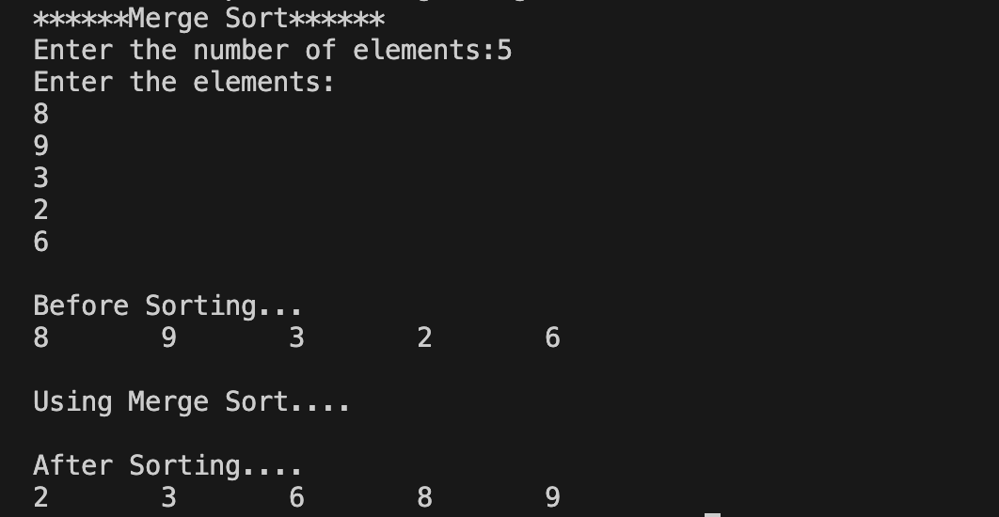 ******Merge Sort******
Enter the number of elements:5
Enter the elements:
8
9
3
2
6
Before Sorting...
8 9 3 2 6
Using Merge Sort....
After Sorting....
2 3 6 8 9